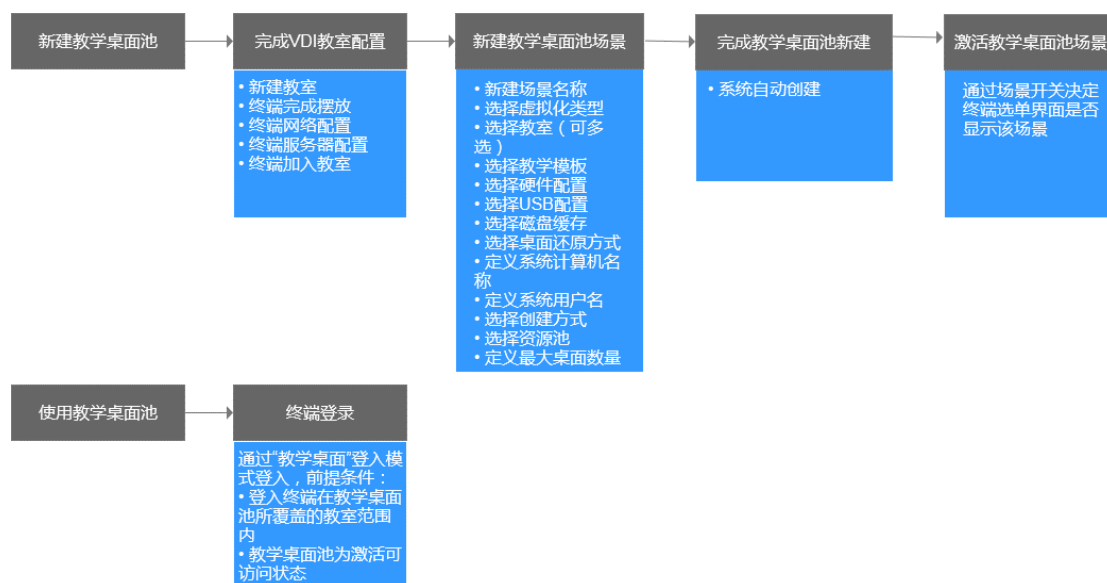 新建教学桌面池
完成VDI教室配置
• 新建教室
• 终端完成摆放
• 终端网络配置
• 终端服务器配置
• 终端加入教室
新建教学桌面池场景
• 新建场景名称
• 选择虚拟化类型
• 选择教室（可多
选）
• 选择教学模板
• 选择硬件配置
• 选择USB配置
• 选择磁盘缓存
• 选择桌面还原方式
• 定义系统计算机名
称
• 定义系统用户名
• 选择创建方式
• 选择资源池
• 定义最大桌面数量
完成教学桌面池新建
• 系统自动创建
激活教学桌面池场景
通过场景开关决定
终端选单界面是否
显示该场景
使用教学桌面池
终端登录
通过“教学桌面”登入模
式登入，前提条件：
• 登入终端在教学桌面
池所覆盖的教室范围
内
• 教学桌面池为激活可
访问状态